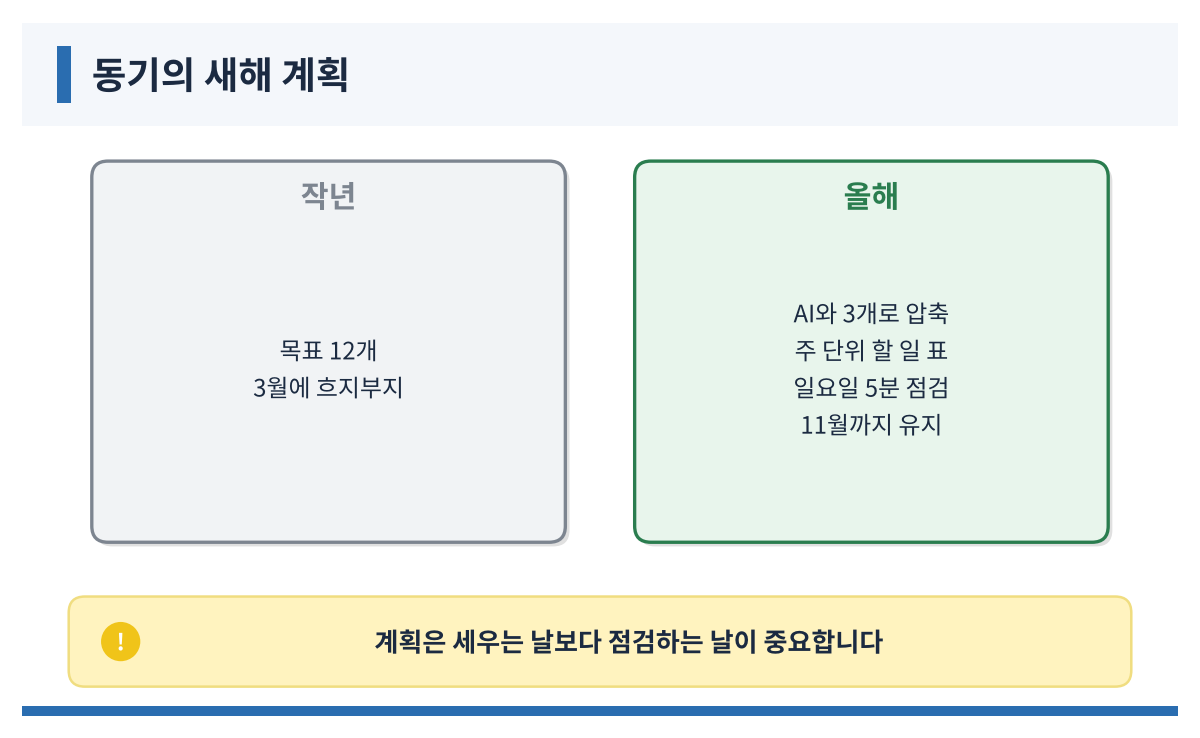 동기의 새해 계획
작년
목표 12개
3월에 흐지부지
올해
AI와 3개로 압축
주 단위 할 일 표
일요일 5분 점검
11월까지 유지
!
계획은 세우는 날보다 점검하는 날이 중요합니다